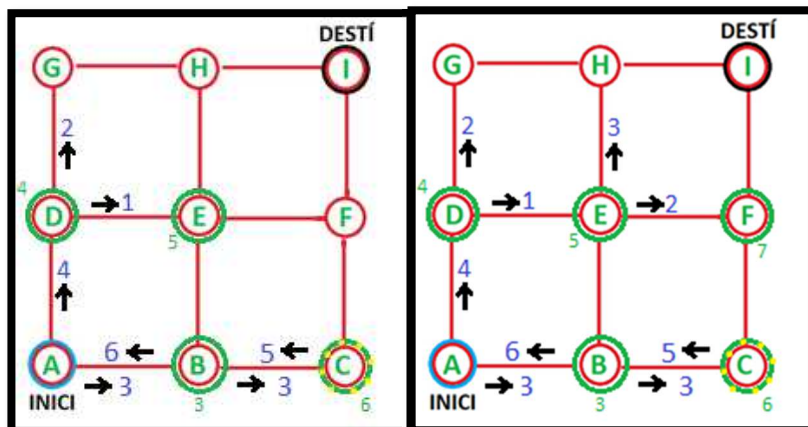 DESTÍ
G H I
2
4
D 1 E F
5
4
A 6 B 5 C
3 3
INICI
3 6
DESTÍ
G H I
2 3
4
D 1 E 2 F
5 7
4
A 6 B 5 C
3 3
INICI
3 6